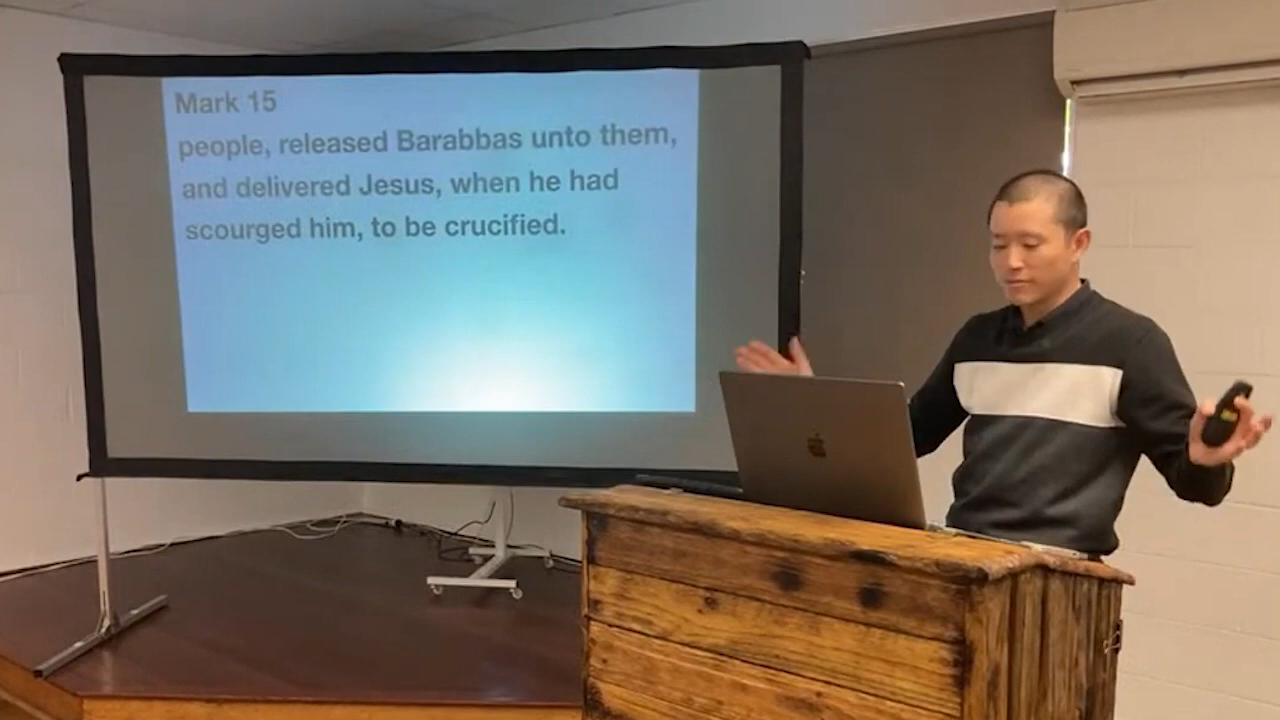 Mark 15
people, released Barabbas unto them,
and delivered Jesus, when he had
scourged him, to be crucified.